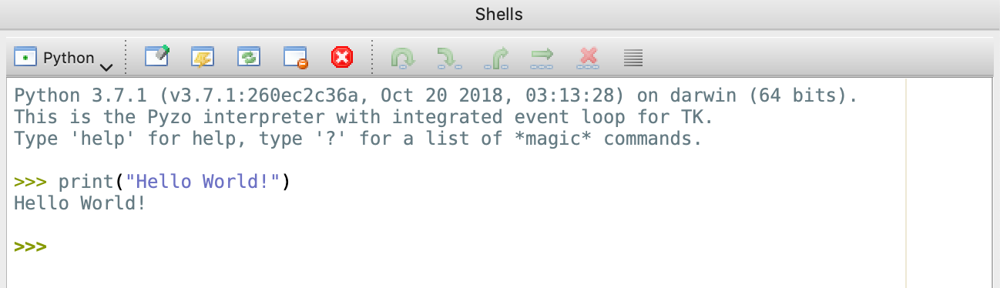 Shells
Python
Python 3.7.1 (v3.7.1:260ec2c36a, Oct 20 2018, 03:13:28) on darwin (64 bits).
This is the Pyzo interpreter with integrated event loop for TK.
Type 'help' for help, type '?' for a list of *magic* commands.
>>> print("Hello World!")
Hello World!
>>>